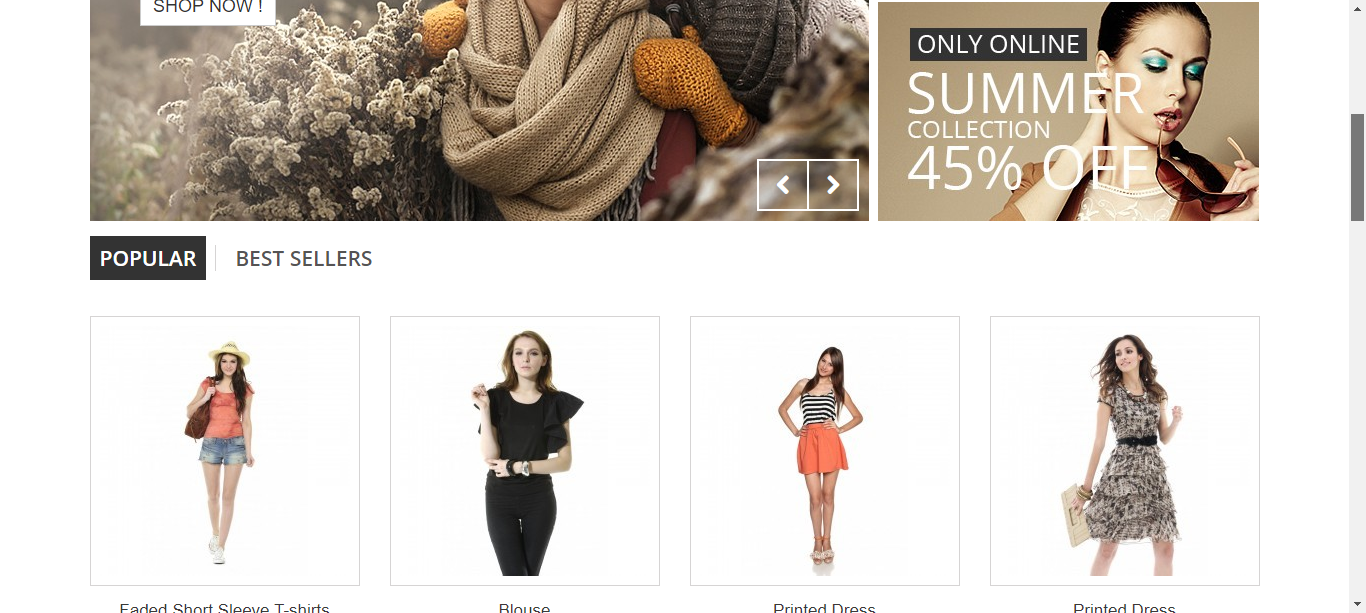 SHOP NOW !
ONLY ONLINE
SUMMER
COLLECTION
45% OFF
POPULAR
BEST SELLERS
Faded Short Sleeve T-shirts
Blouse
Printed Dress
Printed Dress